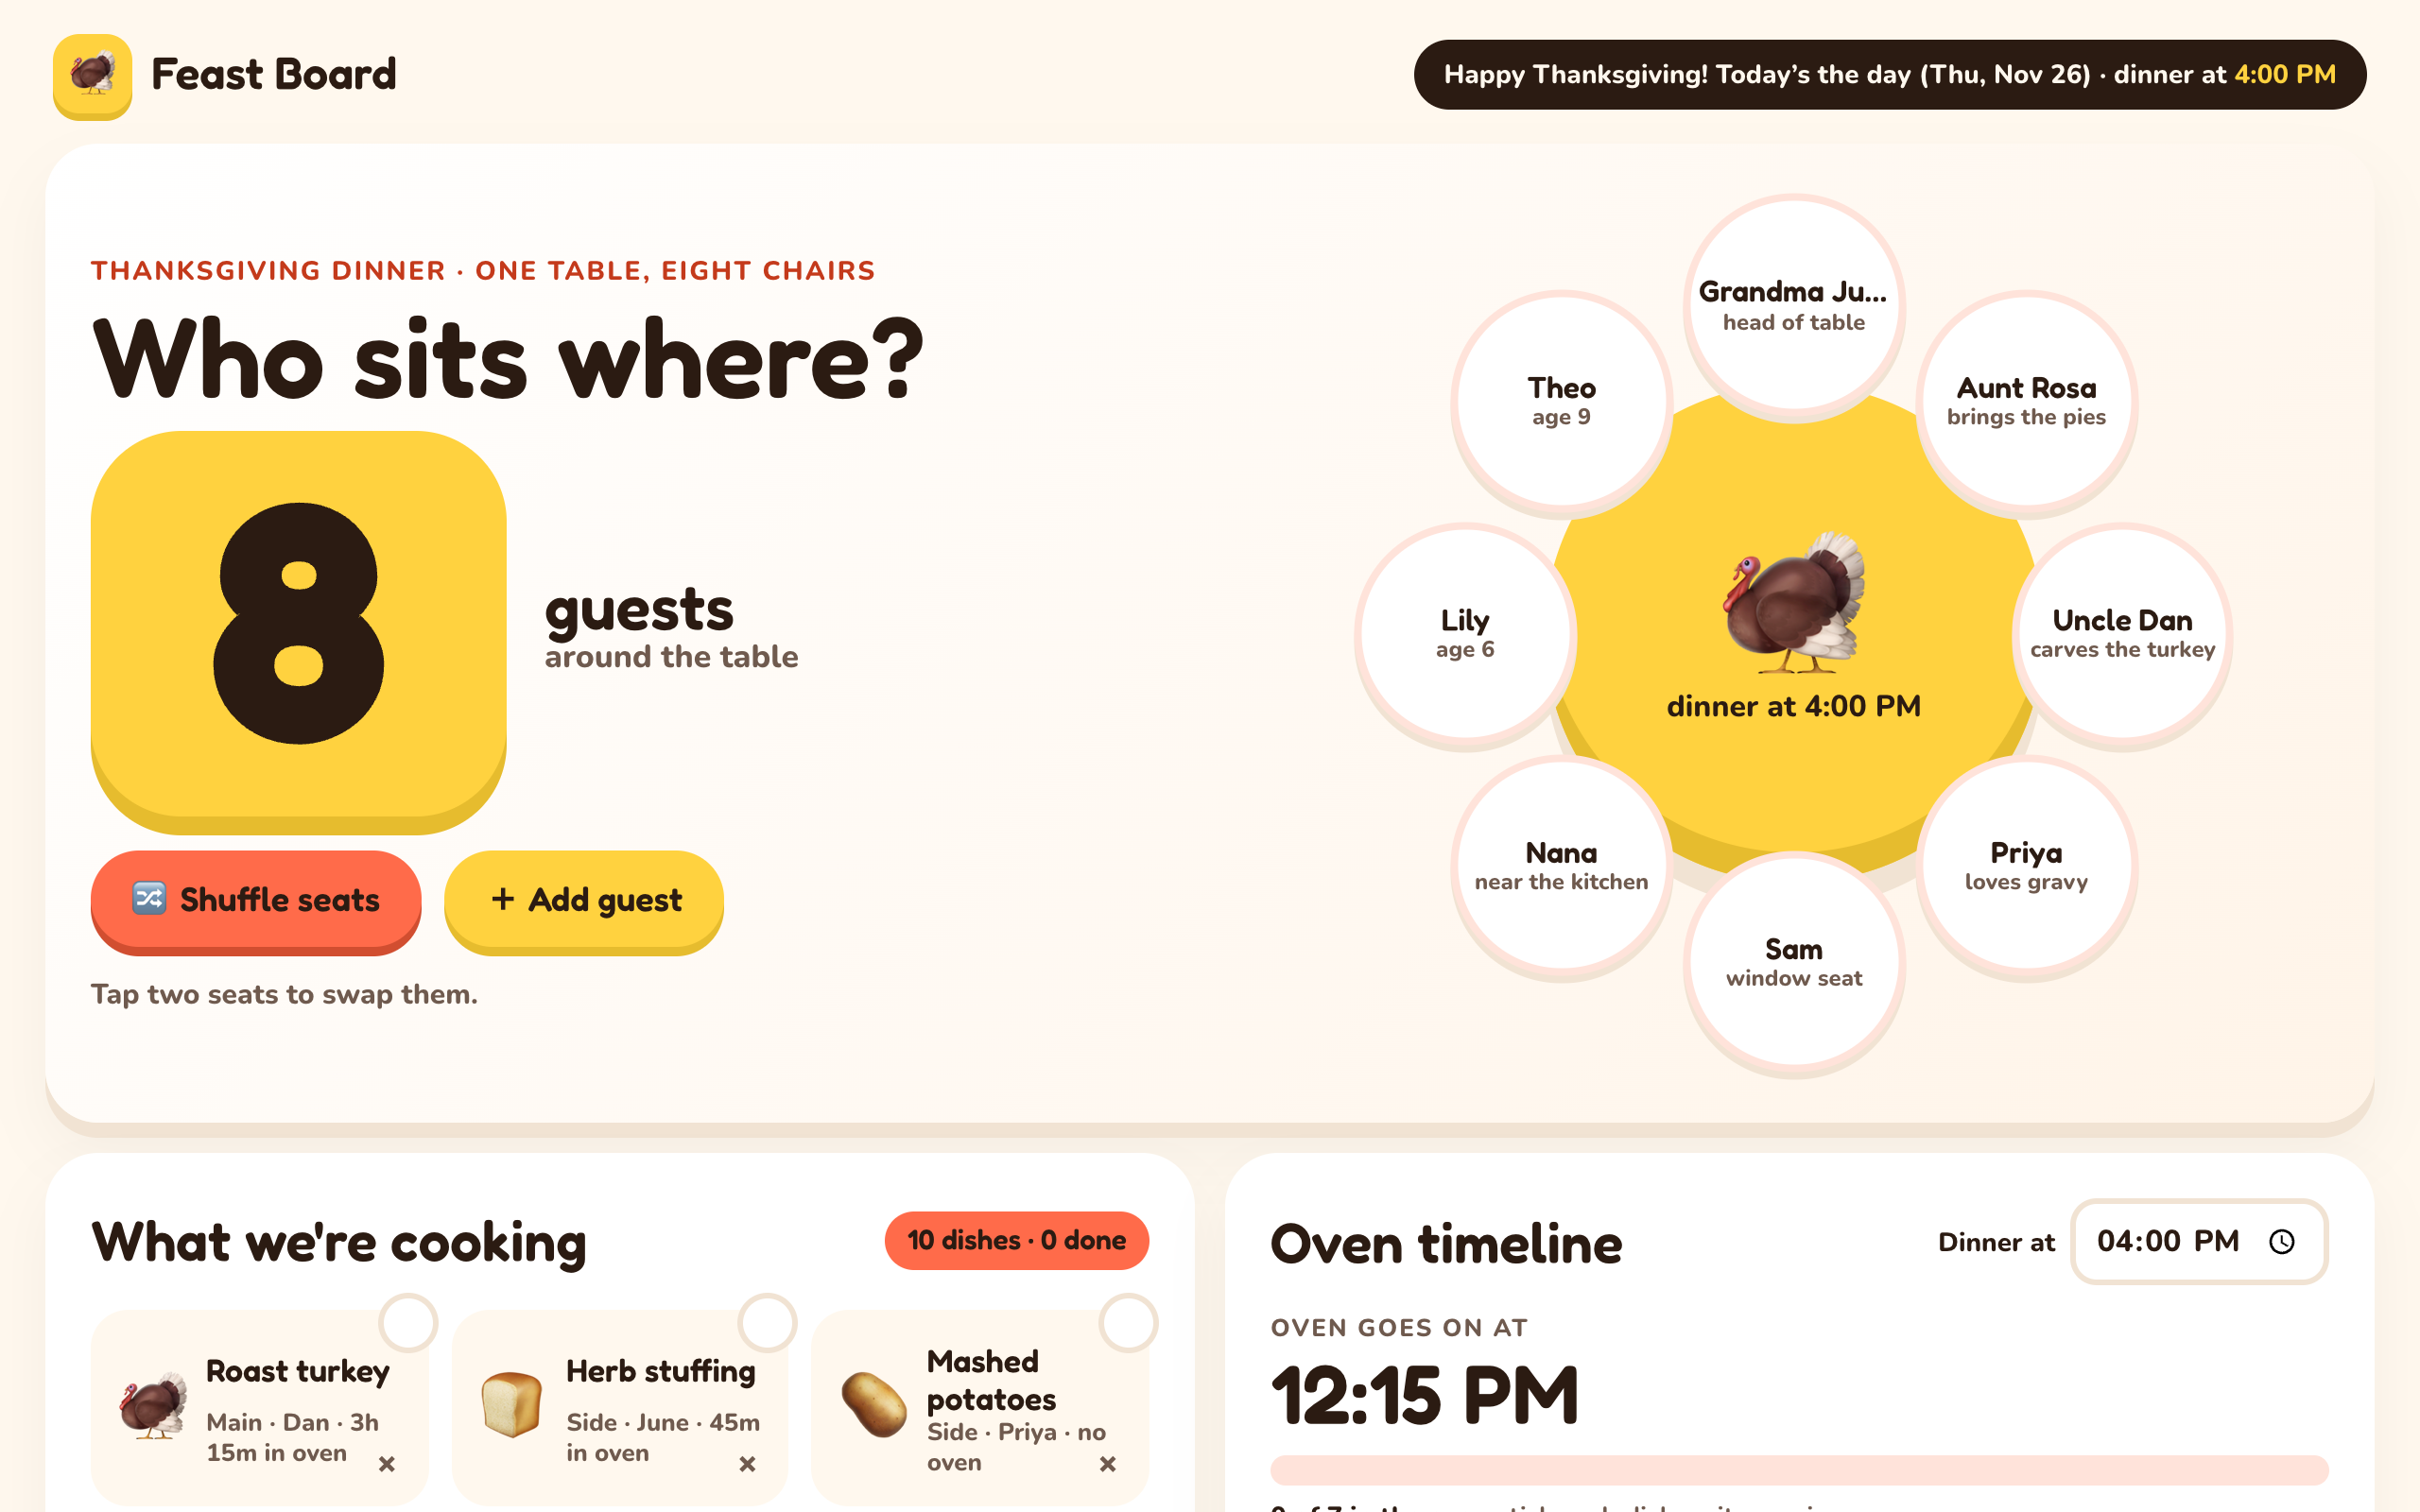 Feast Board
Happy Thanksgiving! Today’s the day (Thu, Nov 26) · dinner at 4:00 PM
THANKSGIVING DINNER · ONE TABLE, EIGHT CHAIRS
Who sits where?
8
guests
around the table
Shuffle seats
+ Add guest
Tap two seats to swap them.
Grandma Ju...
head of table
Theo
age 9
Aunt Rosa
brings the pies
Lily
age 6
dinner at 4:00 PM
Uncle Dan
carves the turkey
Nana
near the kitchen
Priya
loves gravy
Sam
window seat
What we're cooking
10 dishes · 0 done
Roast turkey
Main · Dan · 3h
15m in oven
×
Herb stuffing
Side · June · 45m
in oven
×
Mashed
potatoes
Side · Priya · no
oven
×
Oven timeline
Dinner at
04:00 PM
OVEN GOES ON AT
12:15 PM